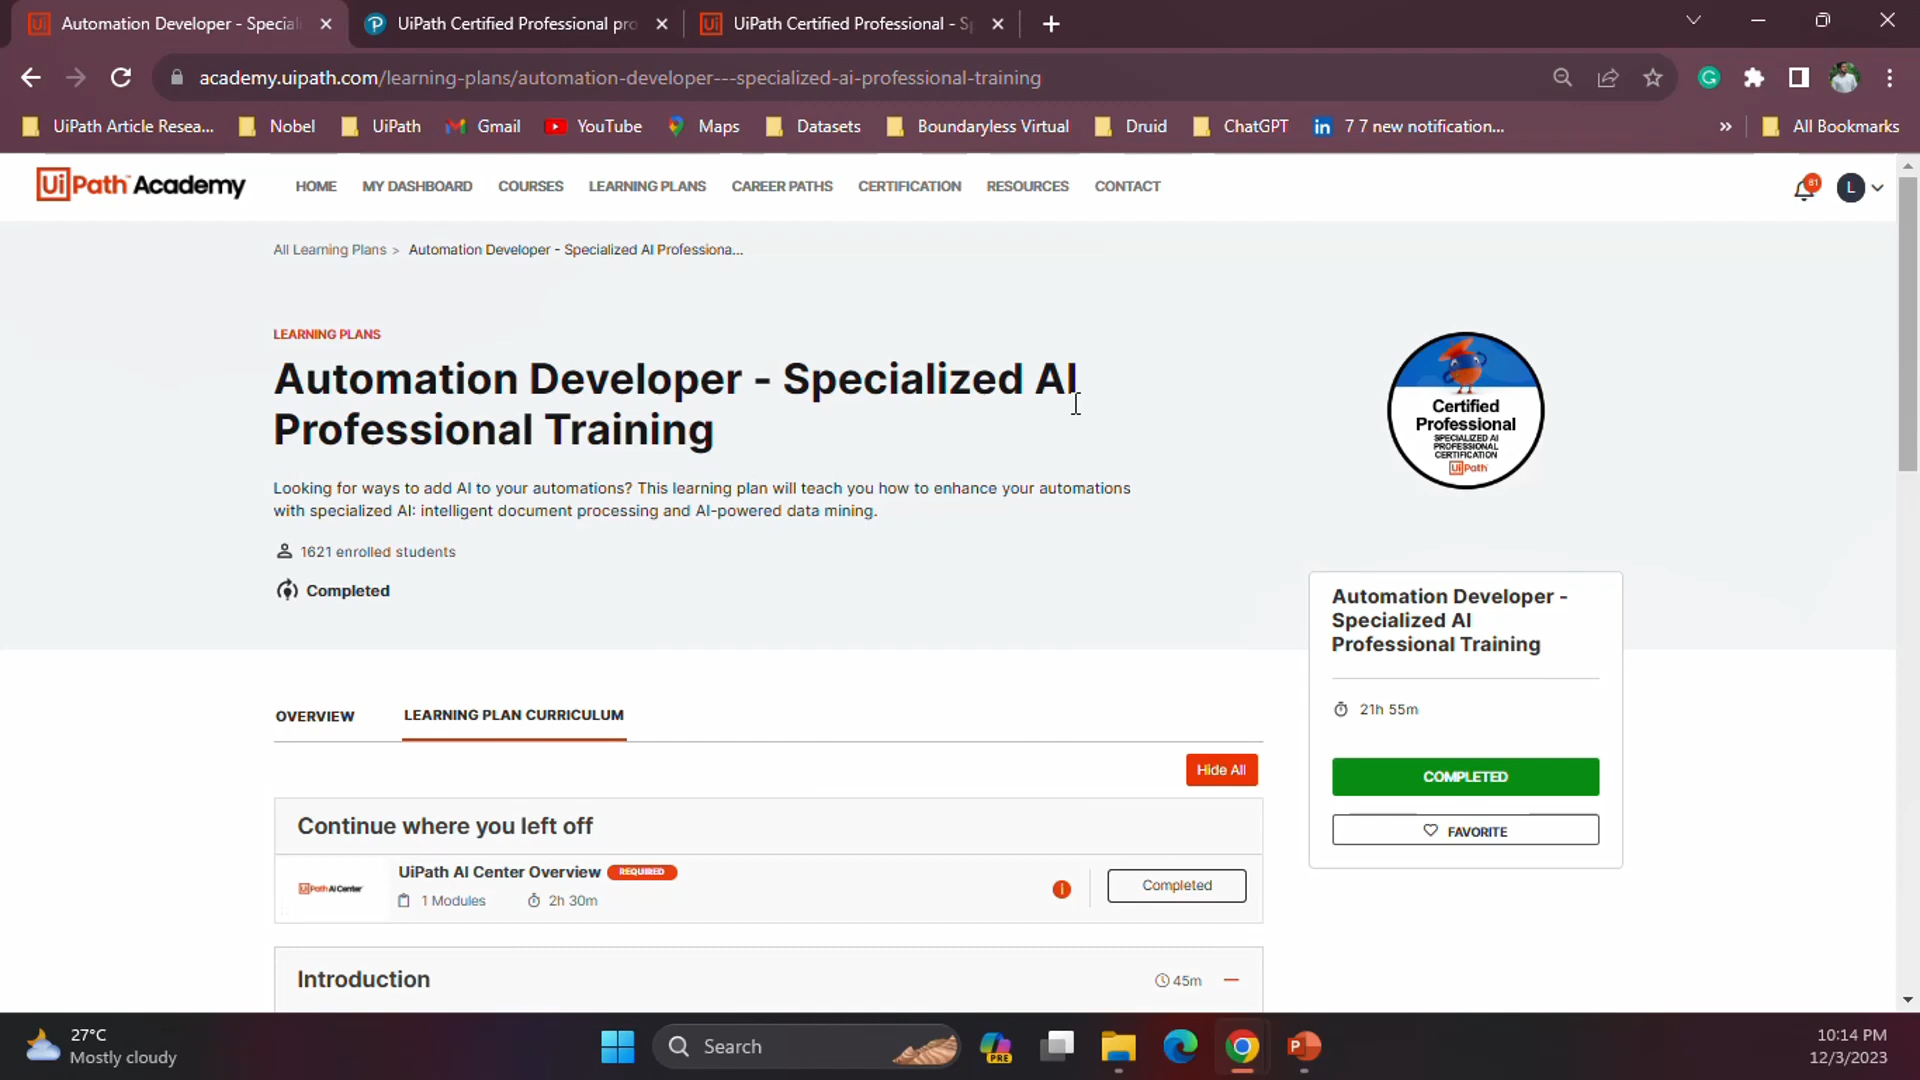 Automation Developer - Special
UiPath Certified Professional pro
UiPath Certified Professional - S
academy.uipath.com/learning-plans/automation-developer---specialized-ai-professional-training
UiPath Article Resea...
Nobel
UiPath
Gmail
YouTube
Maps
Datasets
Boundaryless Virtual
Druid
ChatGPT
7 7 new notification...
All Bookmarks
UiPath Academy
HOME
MY DASHBOARD
COURSES
LEARNING PLANS
CAREER PATHS
CERTIFICATION
RESOURCES
CONTACT
81
L
All Learning Plans > Automation Developer - Specialized AI Professiona...
LEARNING PLANS
Automation Developer - Specialized AI
Professional Training
Looking for ways to add AI to your automations? This learning plan will teach you how to enhance your automations
with specialized AI: intelligent document processing and AI-powered data mining.
1621 enrolled students
Completed
Certified
Professional
SPECIALIZED AI
PROFESSIONAL
CERTIFICATION
UiPath
Automation Developer -
Specialized AI
Professional Training
21h 55m
COMPLETED
FAVORITE
OVERVIEW
LEARNING PLAN CURRICULUM
Hide All
Continue where you left off
UiPath AI Center
UiPath AI Center Overview REQUIRED
1 Modules 2h 30m
Completed
Introduction
45m
27°C
Mostly cloudy
Search
PRE
10:14 PM
12/3/2023